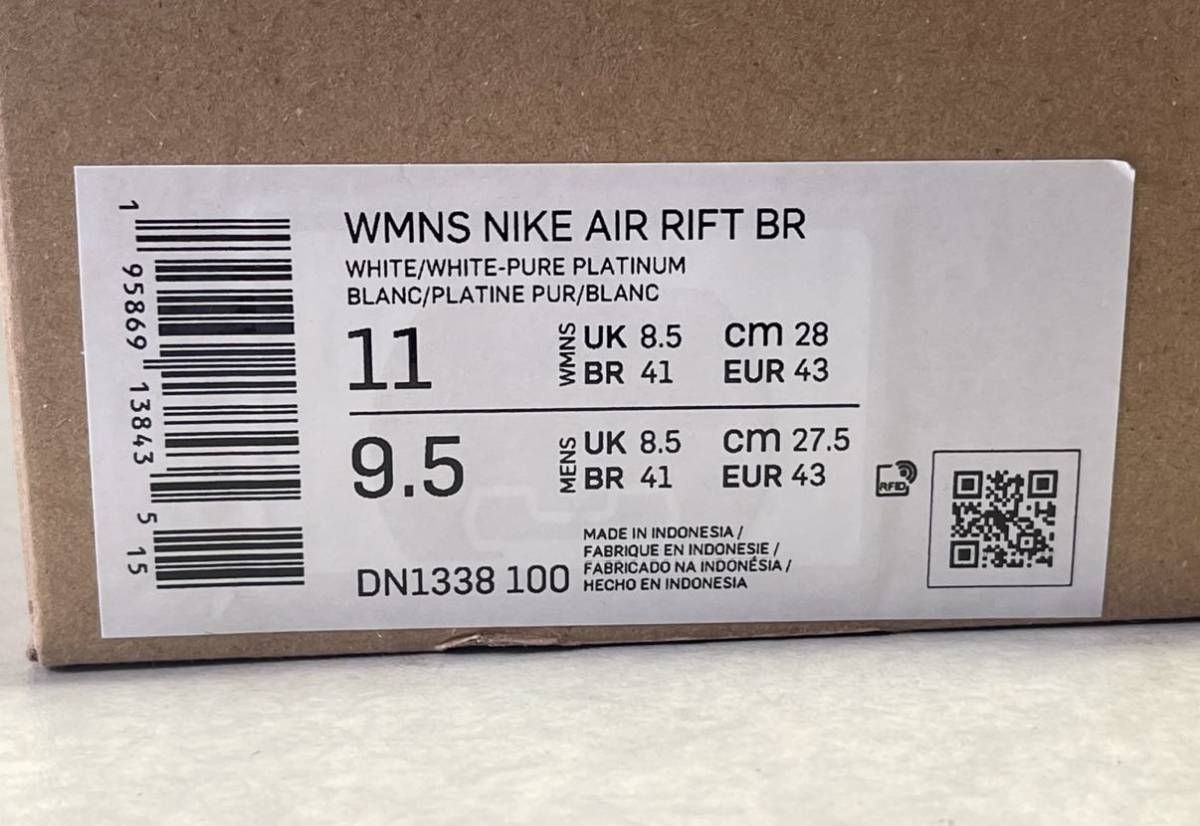 WMNS NIKE AIR RIFT BR
WHITE/WHITE-PURE PLATINUM
BLANC/PLATINE PUR/BLANC
11 WMNS UK 8.5 cm 28
BR 41 EUR 43
9.5 MENS UK 8.5 cm 27.5
BR 41 EUR 43
MADE IN INDONESIA /
FABRIQUE EN INDONESIE /
FABRICADO NA INDONÉSIA /
DN1338 100 HECHO EN INDONESIA
RFID
1 95869 13843 5 15